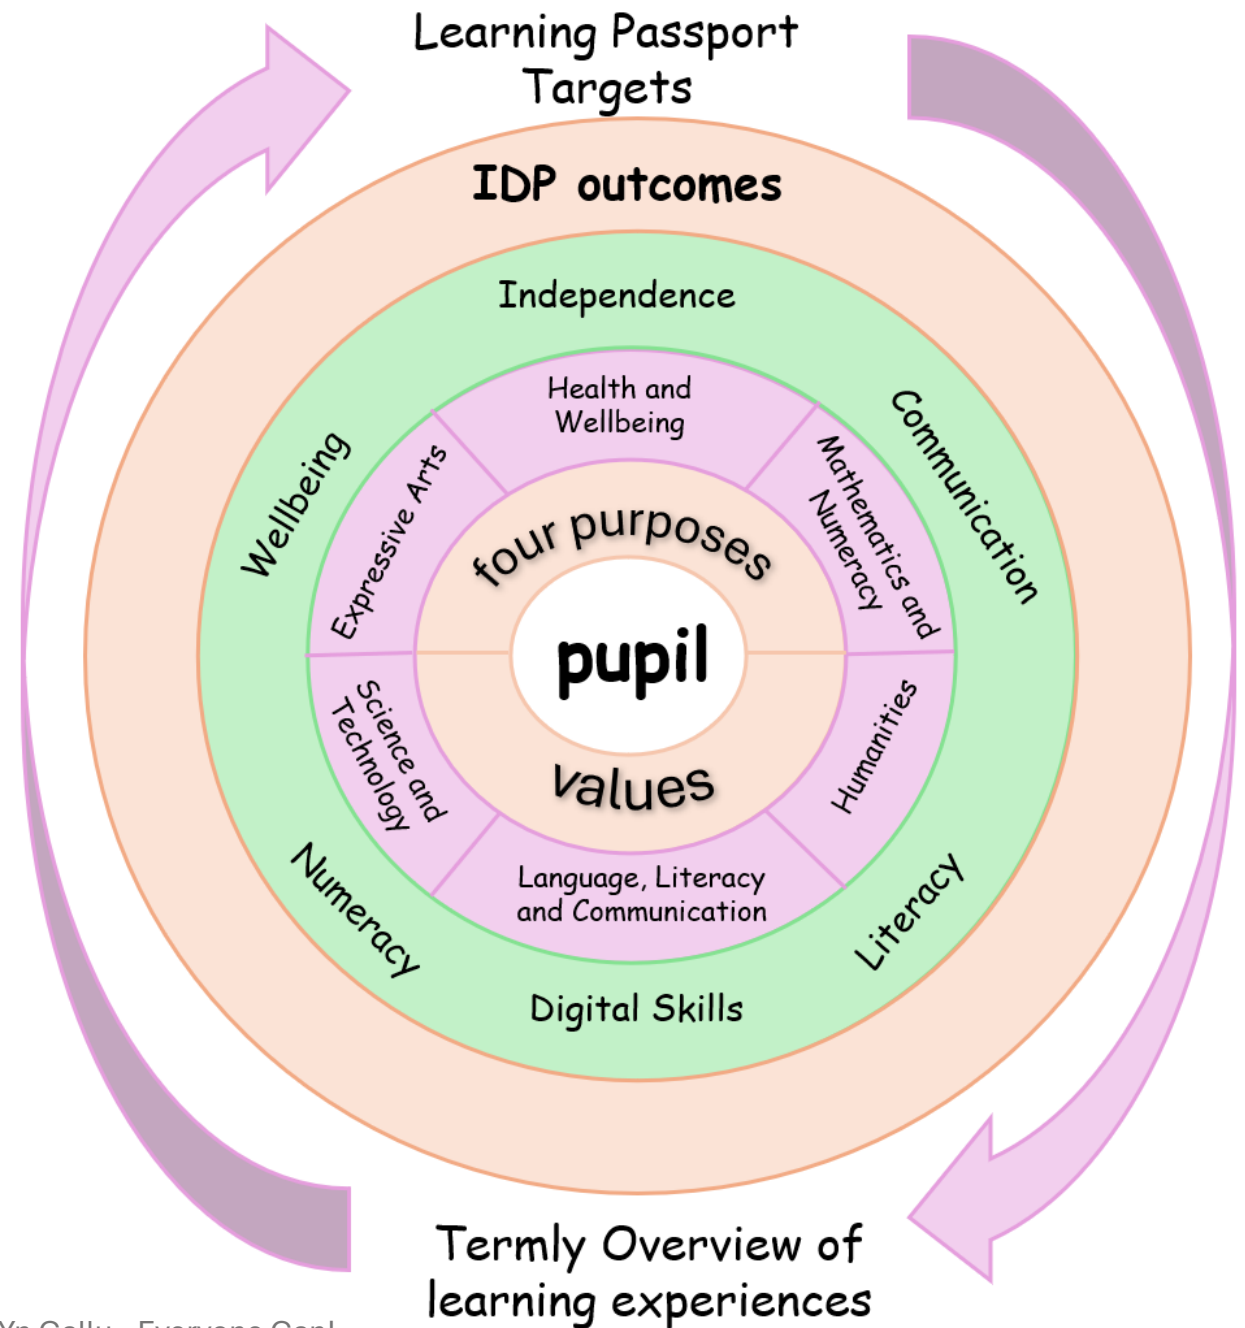 Learning Passport
Targets
IDP outcomes
Independence
Health and
Wellbeing
Communication
Wellbeing
Expressive Arts
Mathematics and
Numeracy
four purposes
pupil
values
Science and
Technology
Humanities
Language, Literacy
and Communication
Numeracy
Literacy
Digital Skills
Termly Overview of
learning experiences